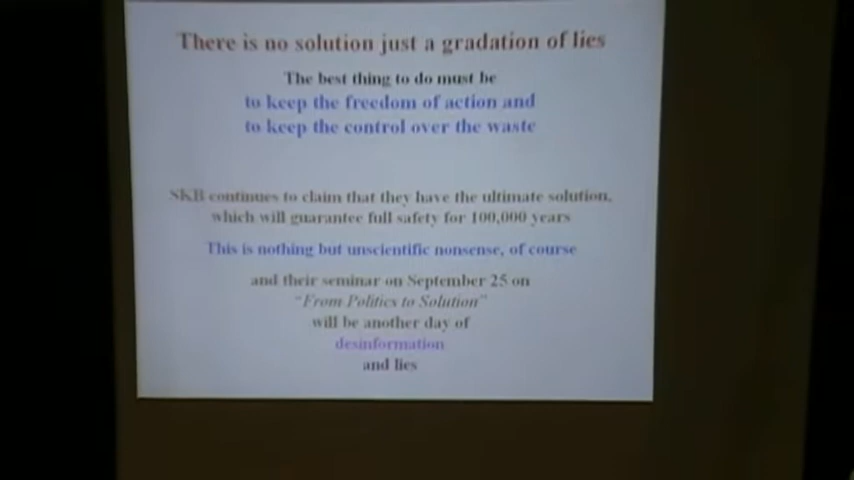 There is no solution just a gradation of lies
The best thing to do must be
to keep the freedom of action and
to keep the control over the waste
SKB continues to claim that they have the ultimate solution,
which will guarantee full safety for 100,000 years
This is nothing but unscientific nonsense, of course
and their seminar on September 25 on
"From Politics to Solution"
will be another day of
desinformation
and lies